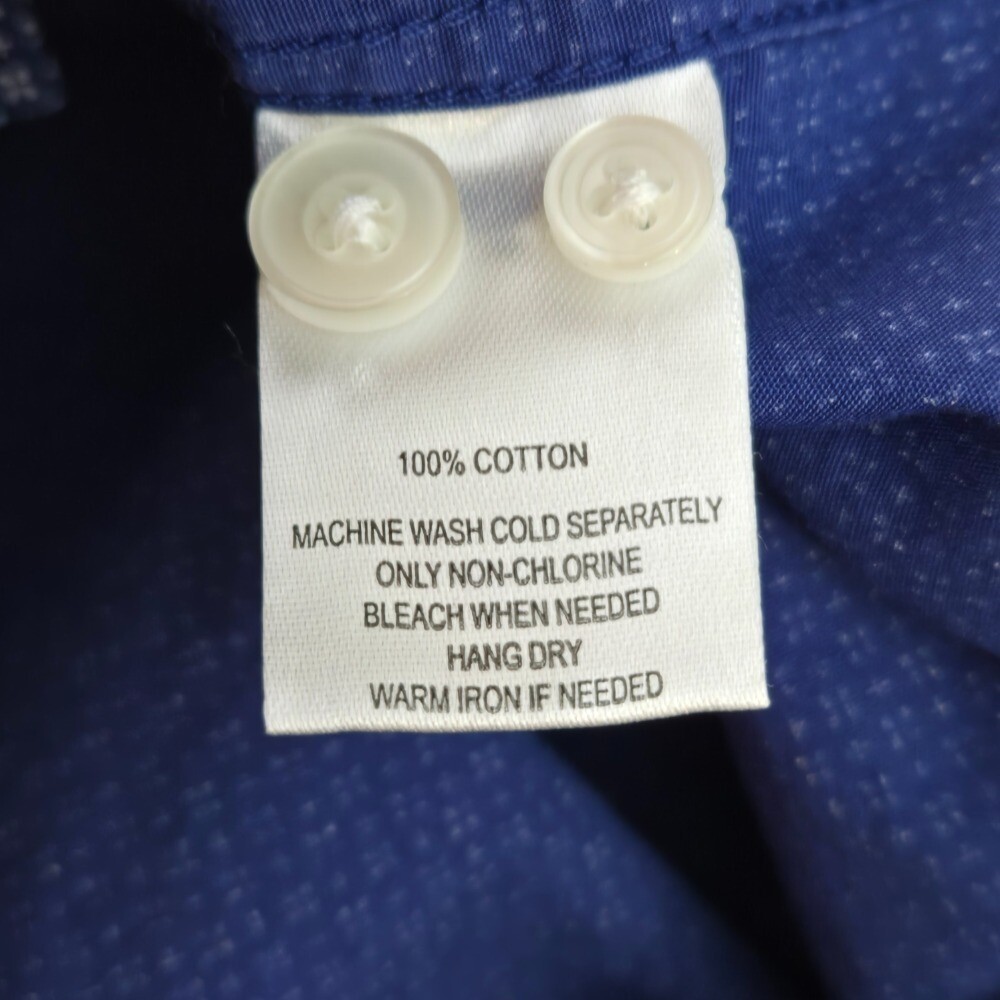 100% COTTON
MACHINE WASH COLD SEPARATELY
ONLY NON-CHLORINE
BLEACH WHEN NEEDED
HANG DRY
WARM IRON IF NEEDED